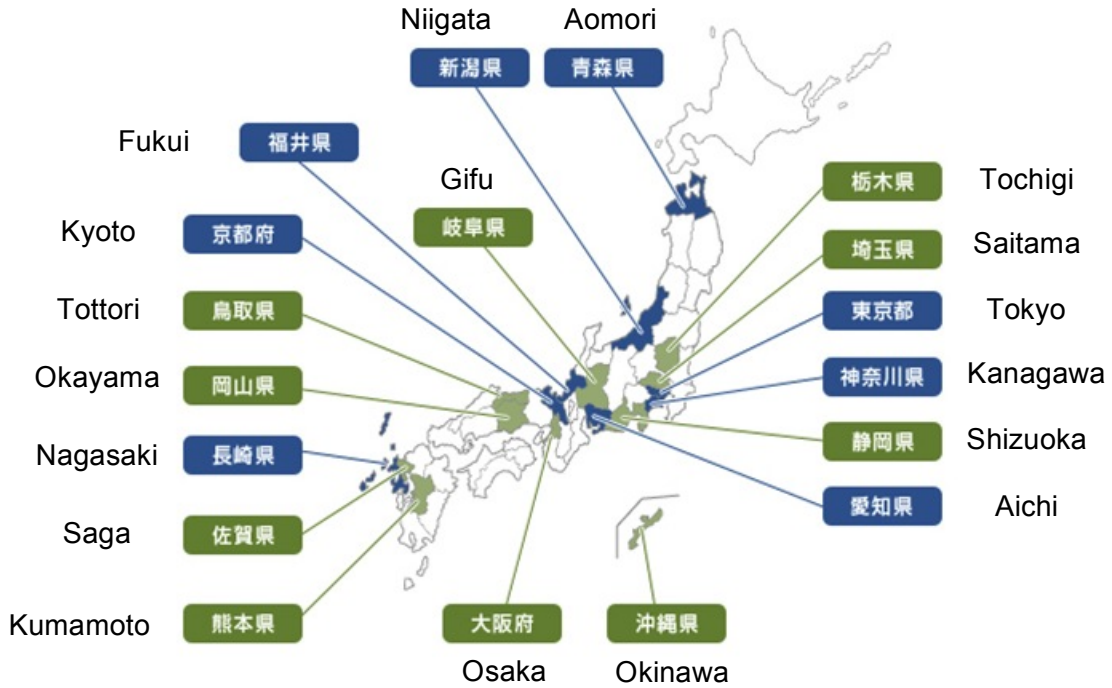 Niigata
Aomori
新潟県
青森県
Fukui
福井県
Gifu
栃木県
Tochigi
Kyoto
京都府
岐阜県
埼玉県
Saitama
Tottori
鳥取県
東京都
Tokyo
Okayama
岡山県
神奈川県
Kanagawa
Nagasaki
長崎県
静岡県
Shizuoka
愛知県
Aichi
Saga
佐賀県
Kumamoto
熊本県
大阪府
沖縄県
Osaka
Okinawa